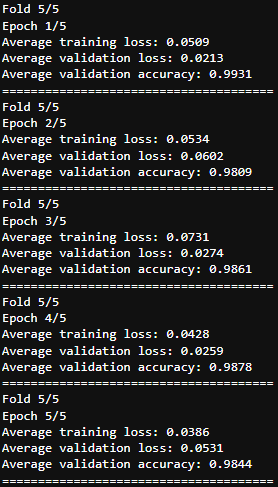 Fold 5/5
Epoch 1/5
Average training loss: 0.0509
Average validation loss: 0.0213
Average validation accuracy: 0.9931
======================================
Fold 5/5
Epoch 2/5
Average training loss: 0.0534
Average validation loss: 0.0602
Average validation accuracy: 0.9809
======================================
Fold 5/5
Epoch 3/5
Average training loss: 0.0731
Average validation loss: 0.0274
Average validation accuracy: 0.9861
======================================
Fold 5/5
Epoch 4/5
Average training loss: 0.0428
Average validation loss: 0.0259
Average validation accuracy: 0.9878
======================================
Fold 5/5
Epoch 5/5
Average training loss: 0.0386
Average validation loss: 0.0531
Average validation accuracy: 0.9844
======================================